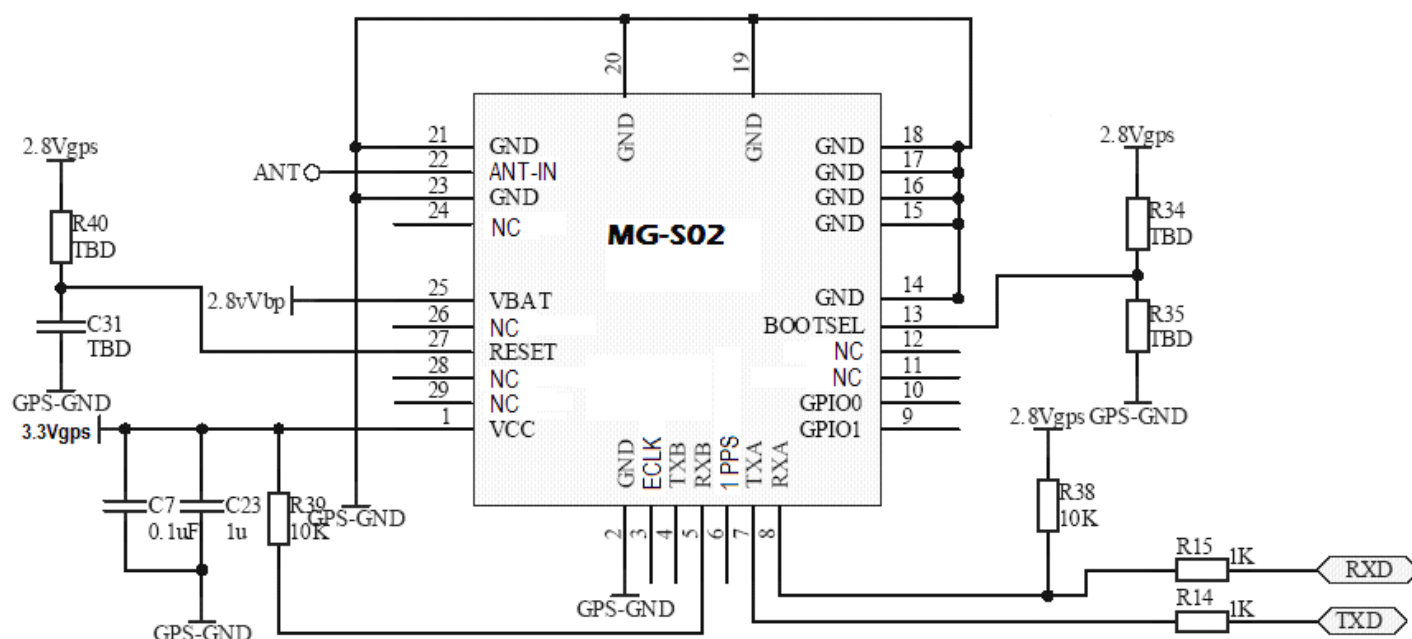 20
19
GND
GND
2.8Vgps
R40
TBD
C31
TBD
GPS-GND
ANT
21
22
23
24
25
26
27
28
29
1
GND
ANT-IN
GND
NC
VBAT
NC
RESET
NC
NC
VCC
2.8vVbp
MG-S02
GND
GND
GND
GND
GND
BOOTSEL
NC
NC
GPIO0
GPIO1
18
17
16
15
14
13
12
11
10
9
2.8Vgps
R34
TBD
R35
TBD
GPS-GND
3.3Vgps
C7
0.1uF
C23
1u
R39
10K
GPS-GND
GPS-GND
GND
ECLK
TXB
RXB
1PPS
TXA
RXA
2
3
4
5
6
7
8
GPS-GND
2.8Vgps
R38
10K
R15
1K
RXD
R14
1K
TXD